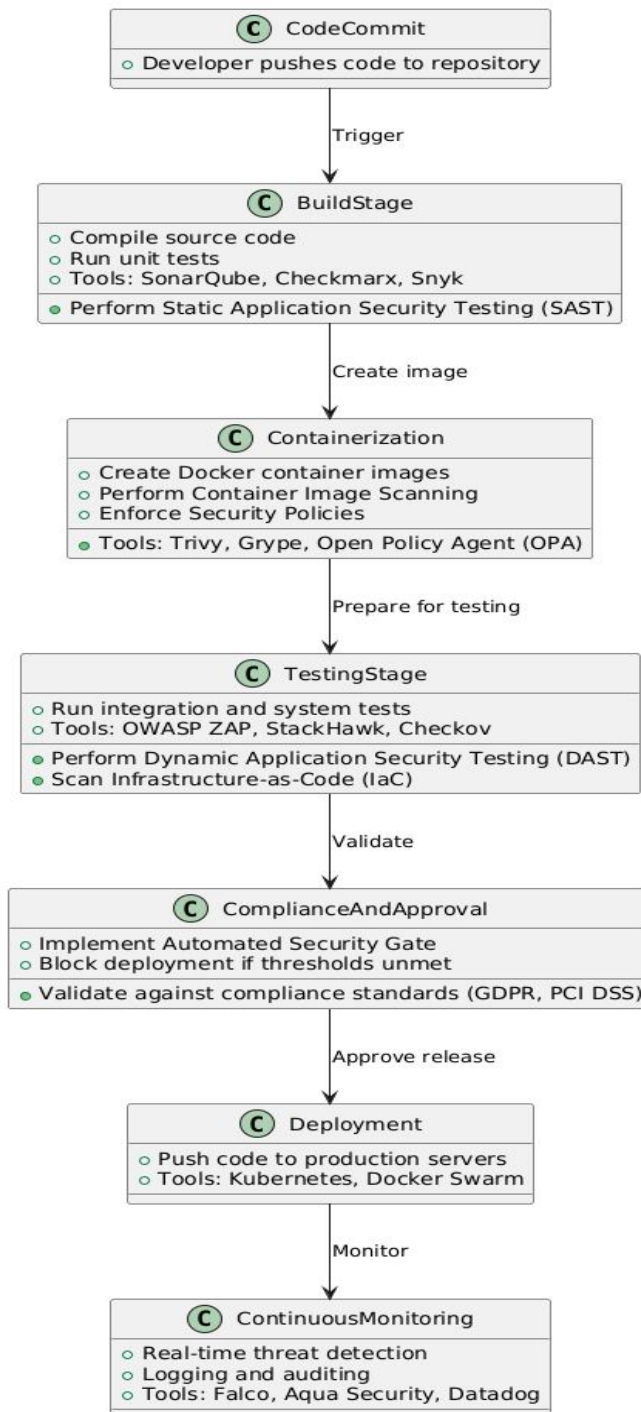 C CodeCommit
Developer pushes code to repository
Trigger
C BuildStage
Compile source code
Run unit tests
Tools: SonarQube, Checkmarx, Snyk
Perform Static Application Security Testing (SAST)
Create image
C Containerization
Create Docker container images
Perform Container Image Scanning
Enforce Security Policies
Tools: Trivy, Grype, Open Policy Agent (OPA)
Prepare for testing
C TestingStage
Run integration and system tests
Tools: OWASP ZAP, StackHawk, Checkov
Perform Dynamic Application Security Testing (DAST)
Scan Infrastructure-as-Code (IaC)
Validate
C ComplianceAndApproval
Implement Automated Security Gate
Block deployment if thresholds unmet
Validate against compliance standards (GDPR, PCI DSS)
Approve release
C Deployment
Push code to production servers
Tools: Kubernetes, Docker Swarm
Monitor
C ContinuousMonitoring
Real-time threat detection
Logging and auditing
Tools: Falco, Aqua Security, Datadog